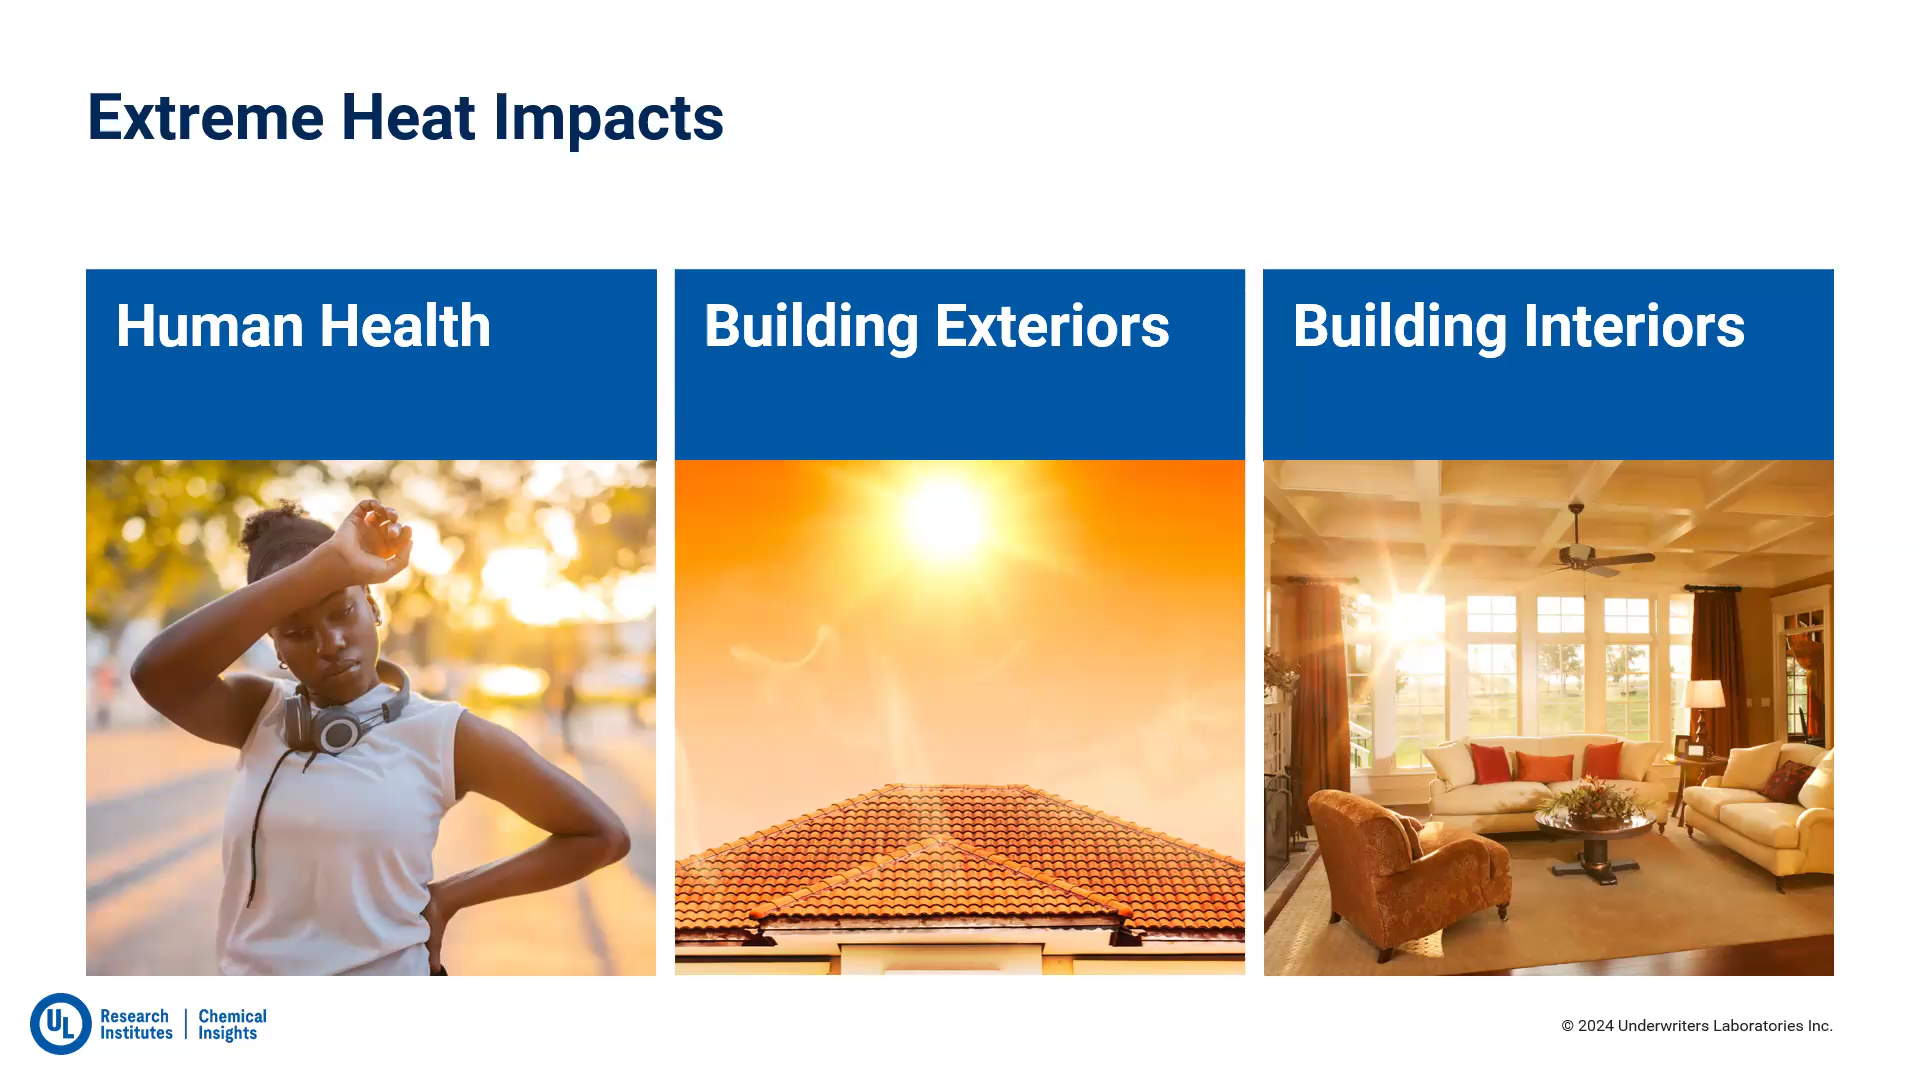 Extreme Heat Impacts
Human Health
Building Exteriors
Building Interiors
UL
Research
Institutes
Chemical
Insights
© 2024 Underwriters Laboratories Inc.